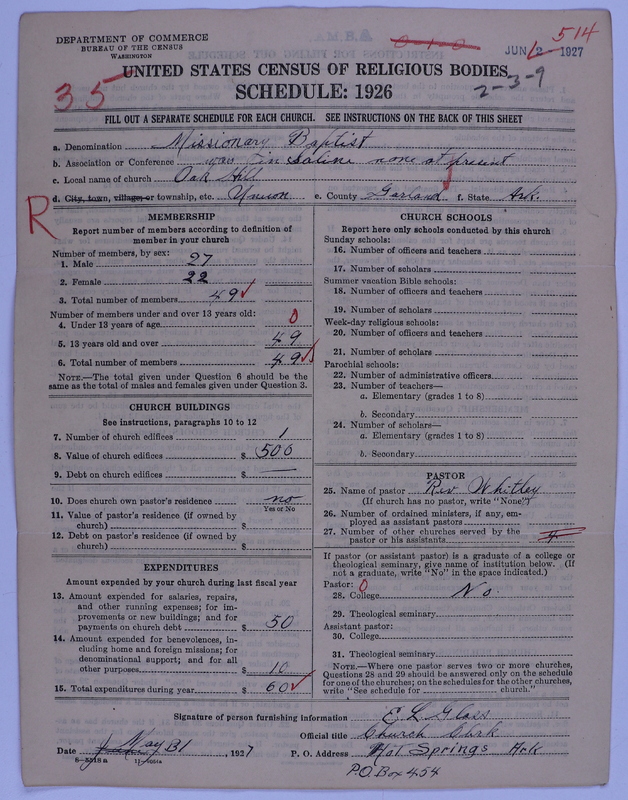 DEPARTMENT OF COMMERCE
BUREAU OF THE CENSUS
WASHINGTON
0-1-0
JUN 2 1927
514
35
UNITED STATES CENSUS OF RELIGIOUS BODIES
SCHEDULE: 1926
2-3-9
FILL OUT A SEPARATE SCHEDULE FOR EACH CHURCH. SEE INSTRUCTIONS ON THE BACK OF THIS SHEET
a. Denomination Missionary Baptist
b. Association or Conference was in Saline none at present
c. Local name of church Oak Hill
d. City, town, village, or township, etc. Union e. County Garland f. State Ark.
R
MEMBERSHIP
Report number of members according to definition of
member in your church
Number of members, by sex:
1. Male 27
2. Female 22
3. Total number of members 49
Number of members under and over 13 years old:
4. Under 13 years of age 0
5. 13 years old and over 49
6. Total number of members 49
NOTE.—The total given under Question 6 should be the
same as the total of males and females given under Question 3.
CHURCH BUILDINGS
See instructions, paragraphs 10 to 12
7. Number of church edifices 1
8. Value of church edifices $ 500
9. Debt on church edifices $ —
10. Does church own pastor's residence no
Yes or No
11. Value of pastor's residence (if owned by
church) $
12. Debt on pastor's residence (if owned by
church) $
EXPENDITURES
Amount expended by your church during last fiscal year
13. Amount expended for salaries, repairs,
and other running expenses; for im-
provements or new buildings; and for
payments on church debt $ 50
14. Amount expended for benevolences, in-
cluding home and foreign missions; for
denominational support; and for all
other purposes $ 10
15. Total expenditures during year $ 60
CHURCH SCHOOLS
Report here only schools conducted by this church
Sunday schools:
16. Number of officers and teachers
17. Number of scholars
Summer vacation Bible schools:
18. Number of officers and teachers
19. Number of scholars
Week-day religious schools:
20. Number of officers and teachers
21. Number of scholars
Parochial schools:
22. Number of administrative officers
23. Number of teachers—
a. Elementary (grades 1 to 8)
b. Secondary
24. Number of scholars—
a. Elementary (grades 1 to 8)
b. Secondary
PASTOR
25. Name of pastor Rev Whitley
(If church has no pastor, write "None")
26. Number of ordained ministers, if any, em-
ployed as assistant pastors
27. Number of other churches served by the
pastor or his assistants
If pastor (or assistant pastor) is a graduate of a college or
theological seminary, give name of institution below. (If
not a graduate, write "No" in the space indicated.)
Pastor: 0
28. College No.
29. Theological seminary
Assistant pastor:
30. College
31. Theological seminary
NOTE.—Where one pastor serves two or more churches,
Questions 28 and 29 should be answered only on the schedule
for one of the churches; on the schedules for the other churches,
write "See schedule for church."
Signature of person furnishing information E L Glass
Official title Church Clerk
Date May 31, 1927 P. O. Address Hot Springs Ark
P.O. Box 454